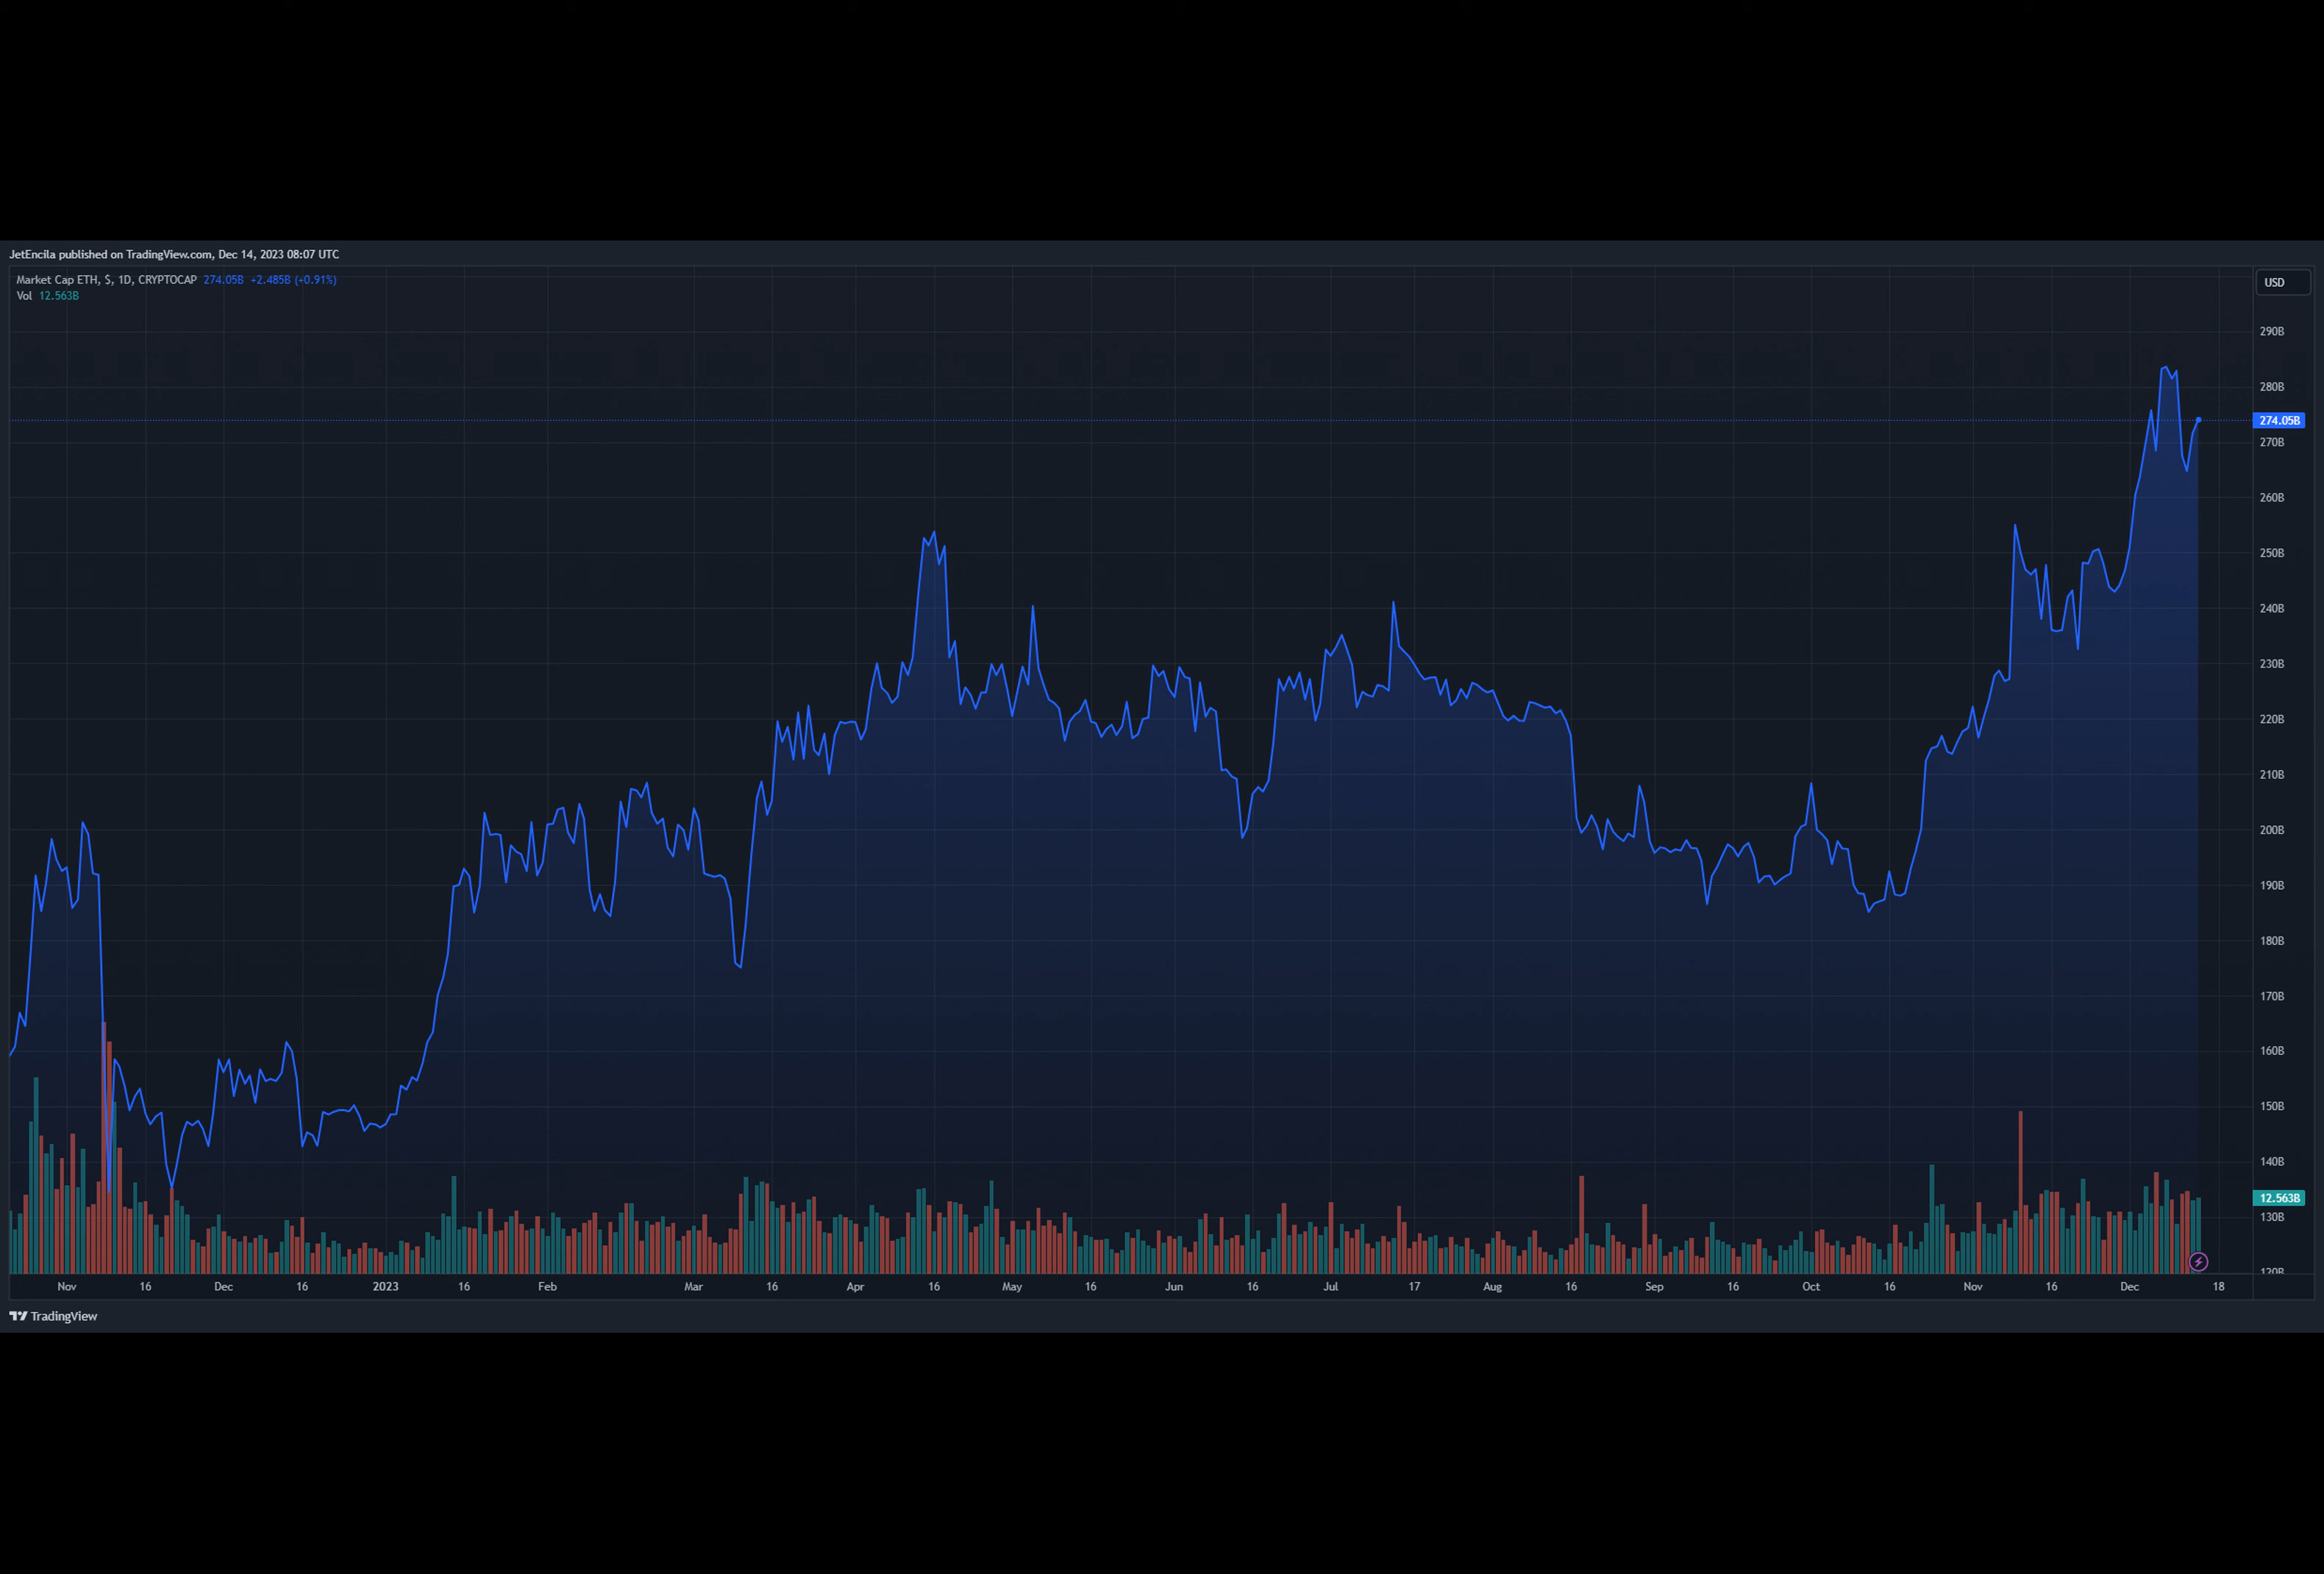 JetEncila published on TradingView.com, Dec 14, 2023 08:07 UTC
Market Cap ETH, $, 1D, CRYPTOCAP 274.05B +2.485B (+0.91%)
Vol 12.563B
USD
290B
280B
274.05B
270B
260B
250B
240B
230B
220B
210B
200B
190B
180B
170B
160B
150B
140B
12.563B
130B
120B
Nov 16 Dec 16 2023 16 Feb Mar 16 Apr 16 May 16 Jun 16 Jul 17 Aug 16 Sep 16 Oct 16 Nov 16 Dec 18
TradingView